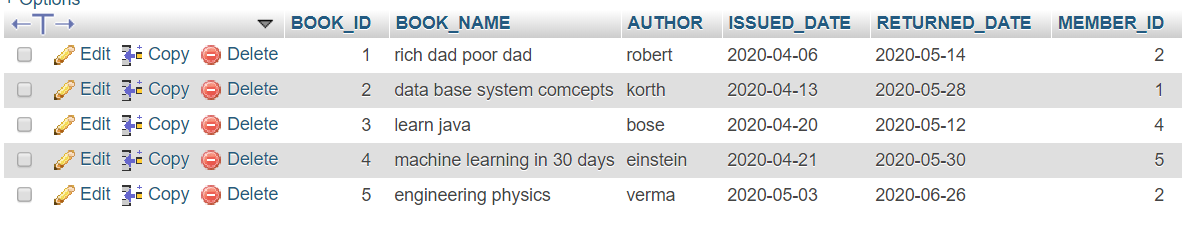 + Options
BOOK_ID BOOK_NAME AUTHOR ISSUED_DATE RETURNED_DATE MEMBER_ID
Edit Copy Delete 1 rich dad poor dad robert 2020-04-06 2020-05-14 2
Edit Copy Delete 2 data base system comcepts korth 2020-04-13 2020-05-28 1
Edit Copy Delete 3 learn java bose 2020-04-20 2020-05-12 4
Edit Copy Delete 4 machine learning in 30 days einstein 2020-04-21 2020-05-30 5
Edit Copy Delete 5 engineering physics verma 2020-05-03 2020-06-26 2